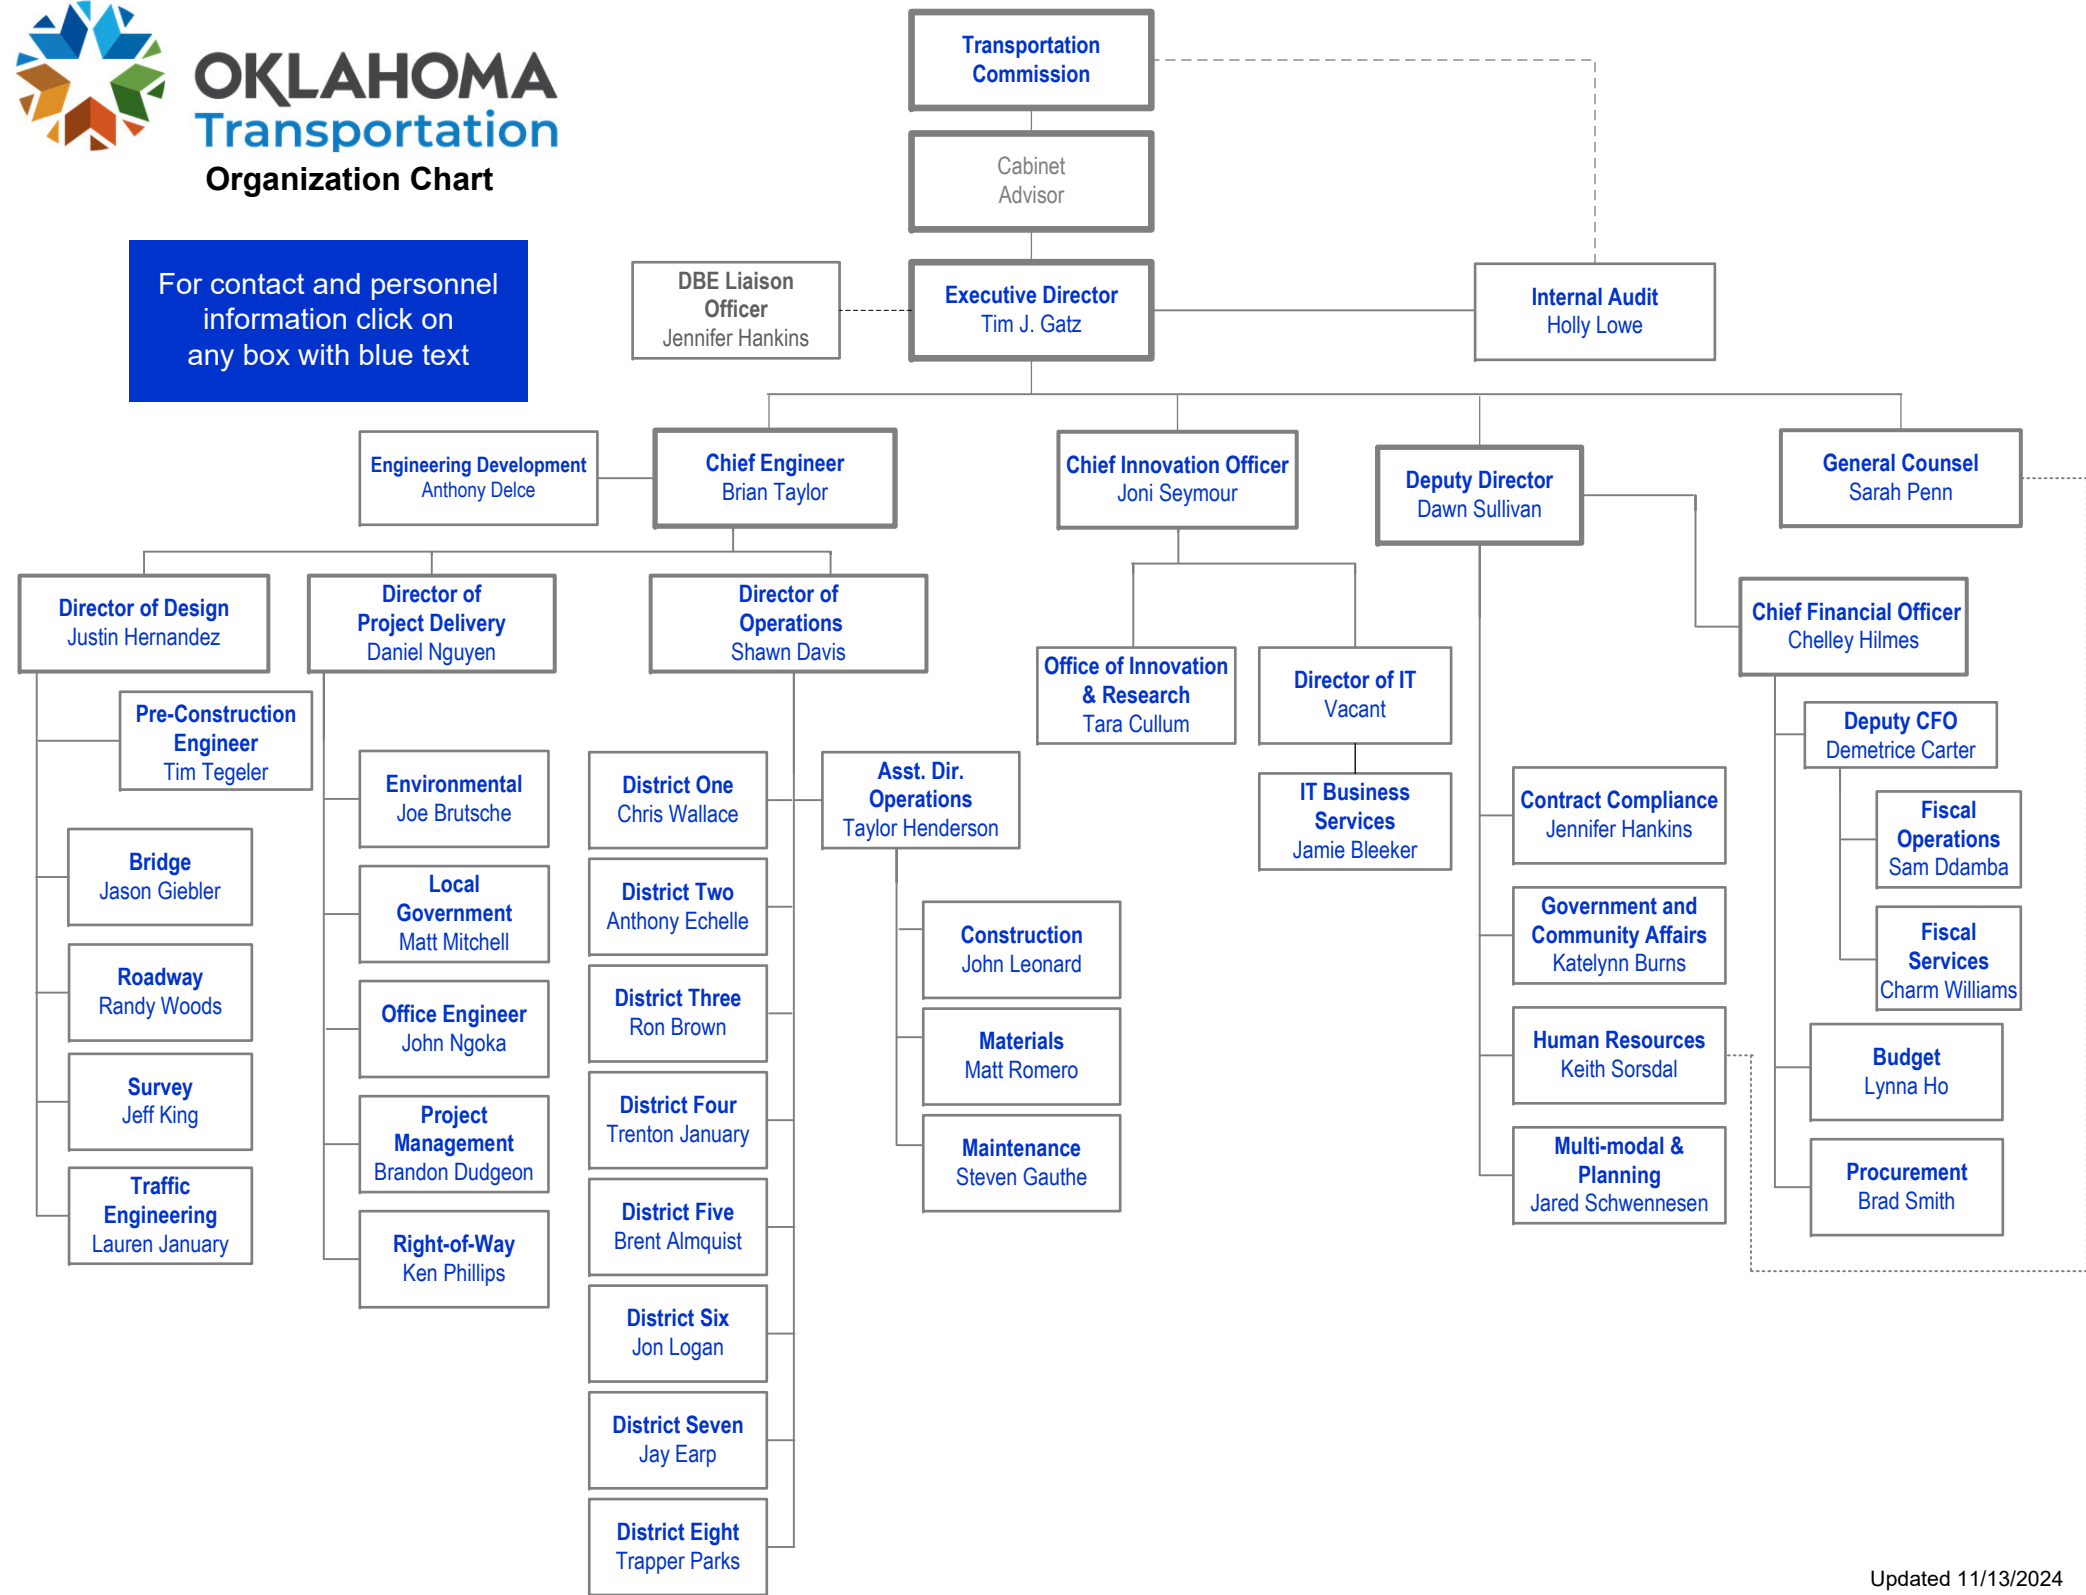 OKLAHOMA
Transportation
Organization Chart
For contact and personnel
information click on
any box with blue text
Transportation
Commission
Cabinet
Advisor
DBE Liaison
Officer
Jennifer Hankins
Executive Director
Tim J. Gatz
Internal Audit
Holly Lowe
Engineering Development
Anthony Delce
Chief Engineer
Brian Taylor
Chief Innovation Officer
Joni Seymour
Deputy Director
Dawn Sullivan
General Counsel
Sarah Penn
Director of Design
Justin Hernandez
Director of
Project Delivery
Daniel Nguyen
Director of
Operations
Shawn Davis
Office of Innovation
& Research
Tara Cullum
Director of IT
Vacant
IT Business
Services
Jamie Bleeker
Chief Financial Officer
Chelley Hilmes
Pre-Construction
Engineer
Tim Tegeler
Bridge
Jason Giebler
Roadway
Randy Woods
Survey
Jeff King
Traffic
Engineering
Lauren January
Environmental
Joe Brutsche
Local
Government
Matt Mitchell
Office Engineer
John Ngoka
Project
Management
Brandon Dudgeon
Right-of-Way
Ken Phillips
District One
Chris Wallace
District Two
Anthony Echelle
District Three
Ron Brown
District Four
Trenton January
District Five
Brent Almquist
District Six
Jon Logan
District Seven
Jay Earp
District Eight
Trapper Parks
Asst. Dir.
Operations
Taylor Henderson
Construction
John Leonard
Materials
Matt Romero
Maintenance
Steven Gauthe
Contract Compliance
Jennifer Hankins
Government and
Community Affairs
Katelynn Burns
Human Resources
Keith Sorsdal
Multi-modal &
Planning
Jared Schwennesen
Deputy CFO
Demetrice Carter
Fiscal
Operations
Sam Ddamba
Fiscal
Services
Charm Williams
Budget
Lynna Ho
Procurement
Brad Smith
Updated 11/13/2024